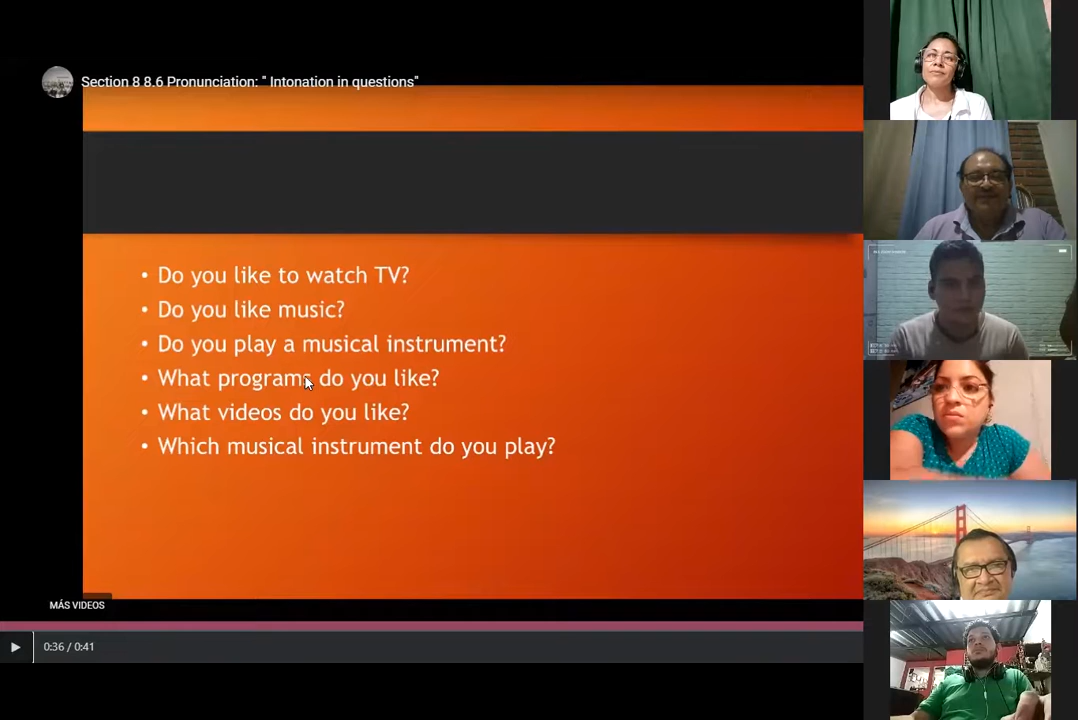 Section 8 8.6 Pronunciation: " Intonation in questions"
• Do you like to watch TV?
• Do you like music?
• Do you play a musical instrument?
• What programs do you like?
• What videos do you like?
• Which musical instrument do you play?
MÁS VIDEOS
0:36 / 0:41